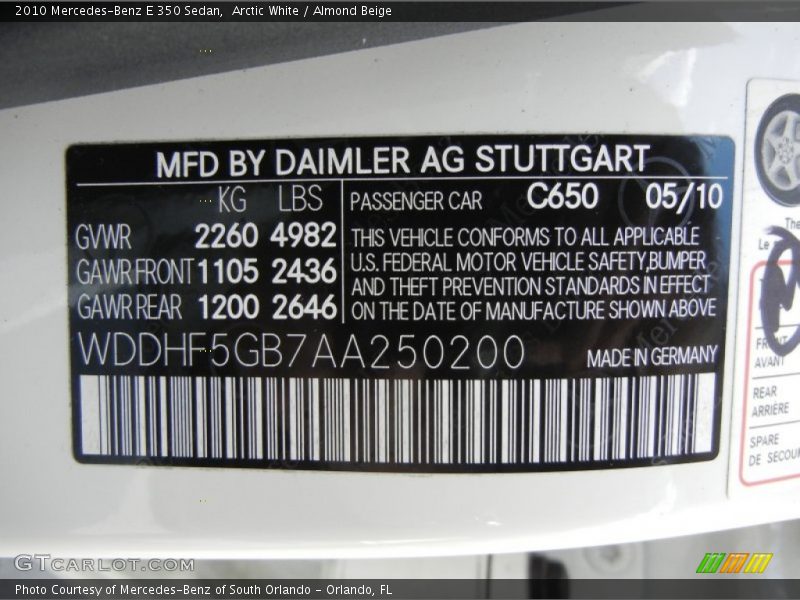 2010 Mercedes-Benz E 350 Sedan,  Arctic White / Almond Beige
MFD BY DAIMLER AG STUTTGART
KG LBS
GVWR 2260 4982
GAWR FRONT 1105 2436
GAWR REAR 1200 2646
PASSENGER CAR C650 05/10
THIS VEHICLE CONFORMS TO ALL APPLICABLE
U.S. FEDERAL MOTOR VEHICLE SAFETY,BUMPER
AND THEFT PREVENTION STANDARDS IN EFFECT
ON THE DATE OF MANUFACTURE SHOWN ABOVE
WDDHF5GB7AA250200 MADE IN GERMANY
The
Le
AVANT
REAR
ARRIÈRE
SPARE
DE SECOU
GTCARLOT.COM
Photo Courtesy of Mercedes-Benz of South Orlando - Orlando, FL